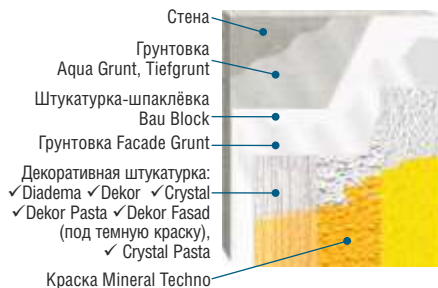 Стена
Грунтовка
Aqua Grunt, Tiefgrunt
Штукатурка-шпаклёвка
Bau Block
Грунтовка Facade Grunt
Декоративная штукатурка:
✓Diadema ✓Dekor ✓Crystal
✓Dekor Pasta ✓Dekor Fasad
(под темную краску),
✓ Crystal Pasta
Краска Mineral Techno